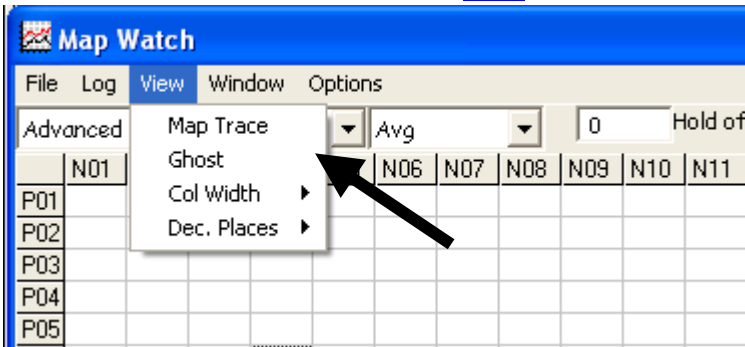 Map Watch
File Log View Window Options
Advanced Avg 0 Hold of
Map Trace
Ghost
Col Width
Dec. Places
N01 N06 N07 N08 N09 N10 N11
P01
P02
P03
P04
P05